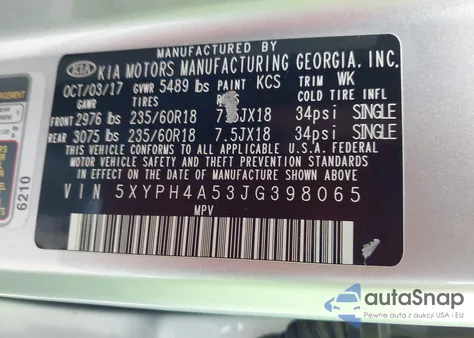 MANUFACTURED BY
KIA KIA MOTORS MANUFACTURING GEORGIA, INC.
OCT/03/17 GVWR 5489 lbs PAINT KCS TRIM WK
GAWR TIRES COLD TIRE INFL
FRONT 2976 lbs 235/60R18 7.5JX18 34psi SINGLE
REAR 3075 lbs 235/60R18 7.5JX18 34psi SINGLE
THIS VEHICLE CONFORMS TO ALL APPLICABLE U.S.A. FEDERAL
MOTOR VEHICLE SAFETY AND THEFT PREVENTION STANDARDS
IN EFFECT ON THE DATE OF MANUFACTURE SHOWN ABOVE.
VIN 5XYPH4A53JG398065
MPV
6210
autoSnap
Pewne auta z aukcji USA i EU